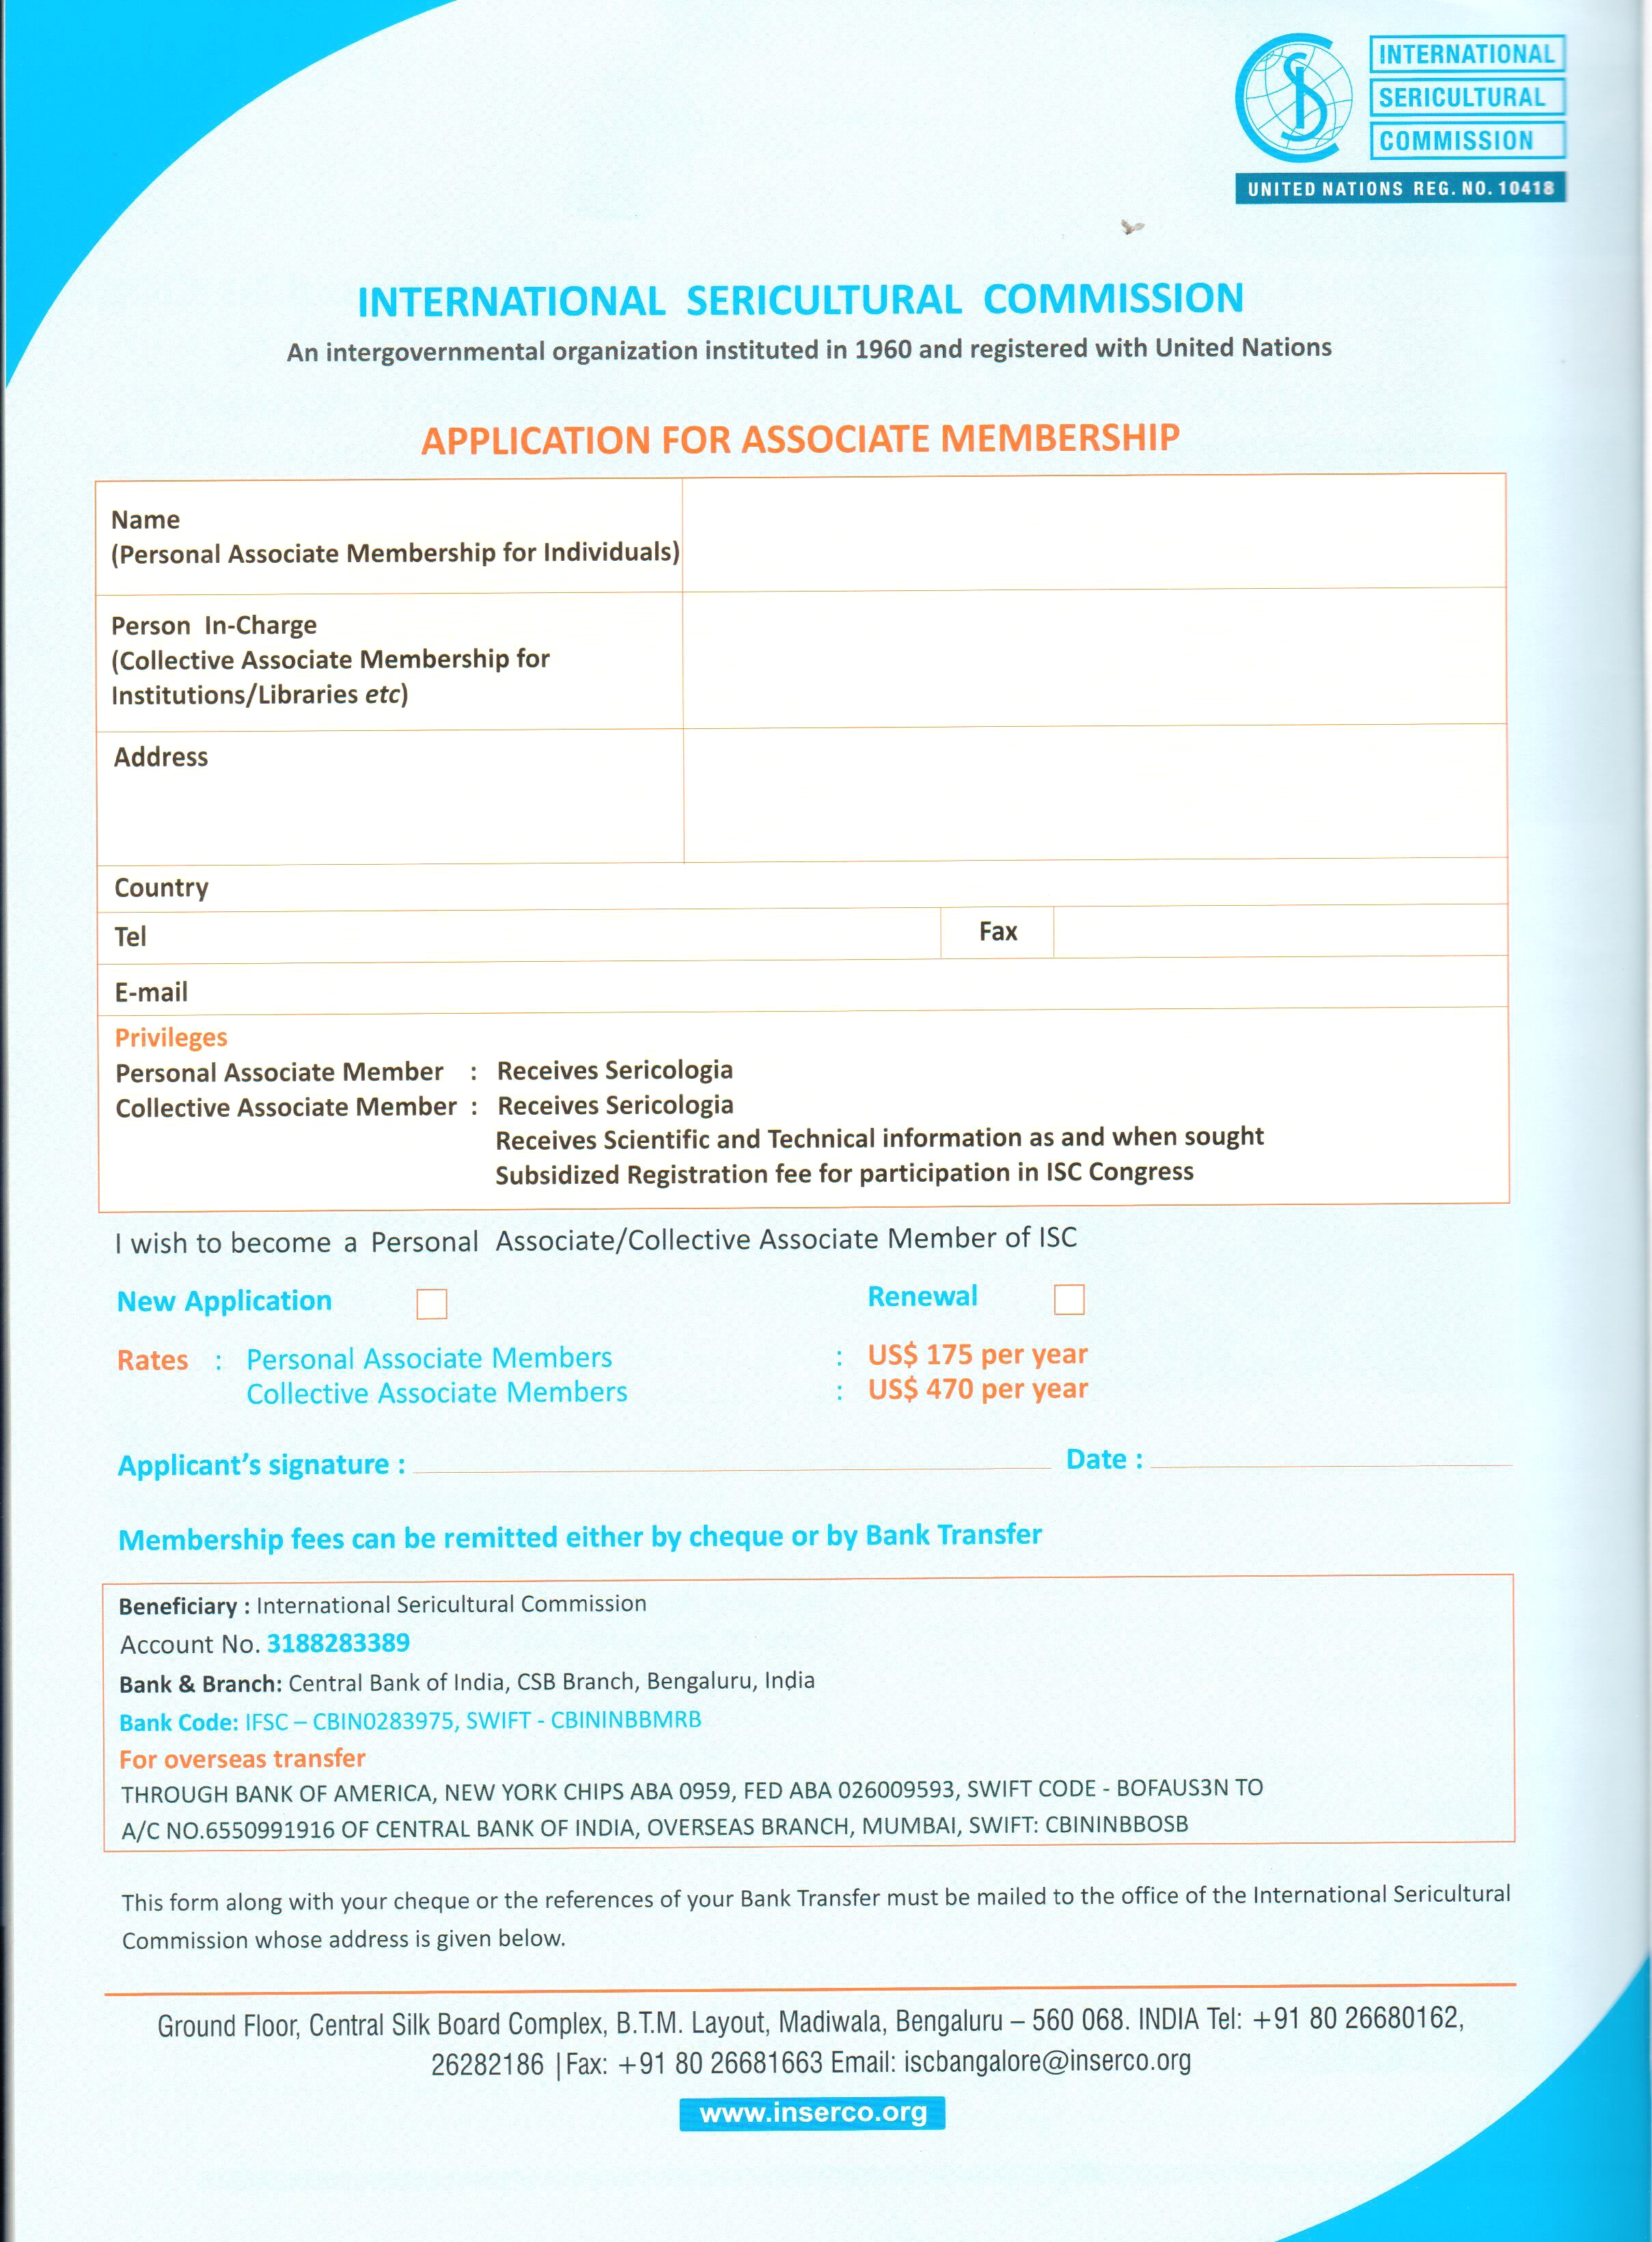 INTERNATIONAL
SERICULTURAL
COMMISSION
UNITED NATIONS REG. NO. 10418
INTERNATIONAL SERICULTURAL COMMISSION
An intergovernmental organization instituted in 1960 and registered with United Nations
APPLICATION FOR ASSOCIATE MEMBERSHIP
Name
(Personal Associate Membership for Individuals)
Person In-Charge
(Collective Associate Membership for
Institutions/Libraries etc)
Address
Country
Tel Fax
E-mail
Privileges
Personal Associate Member : Receives Sericologia
Collective Associate Member : Receives Sericologia
Receives Scientific and Technical information as and when sought
Subsidized Registration fee for participation in ISC Congress
I wish to become a Personal Associate/Collective Associate Member of ISC
New Application Renewal
Rates : Personal Associate Members : US$ 175 per year
Collective Associate Members : US$ 470 per year
Applicant's signature : Date :
Membership fees can be remitted either by cheque or by Bank Transfer
Beneficiary : International Sericultural Commission
Account No. 3188283389
Bank & Branch: Central Bank of India, CSB Branch, Bengaluru, India
Bank Code: IFSC – CBIN0283975, SWIFT - CBININBBMRB
For overseas transfer
THROUGH BANK OF AMERICA, NEW YORK CHIPS ABA 0959, FED ABA 026009593, SWIFT CODE - BOFAUS3N TO
A/C NO.6550991916 OF CENTRAL BANK OF INDIA, OVERSEAS BRANCH, MUMBAI, SWIFT: CBININBBOSB
This form along with your cheque or the references of your Bank Transfer must be mailed to the office of the International Sericultural
Commission whose address is given below.
Ground Floor, Central Silk Board Complex, B.T.M. Layout, Madiwala, Bengaluru – 560 068. INDIA Tel: +91 80 26680162,
26282186 | Fax: +91 80 26681663 Email: iscbangalore@inserco.org
www.inserco.org